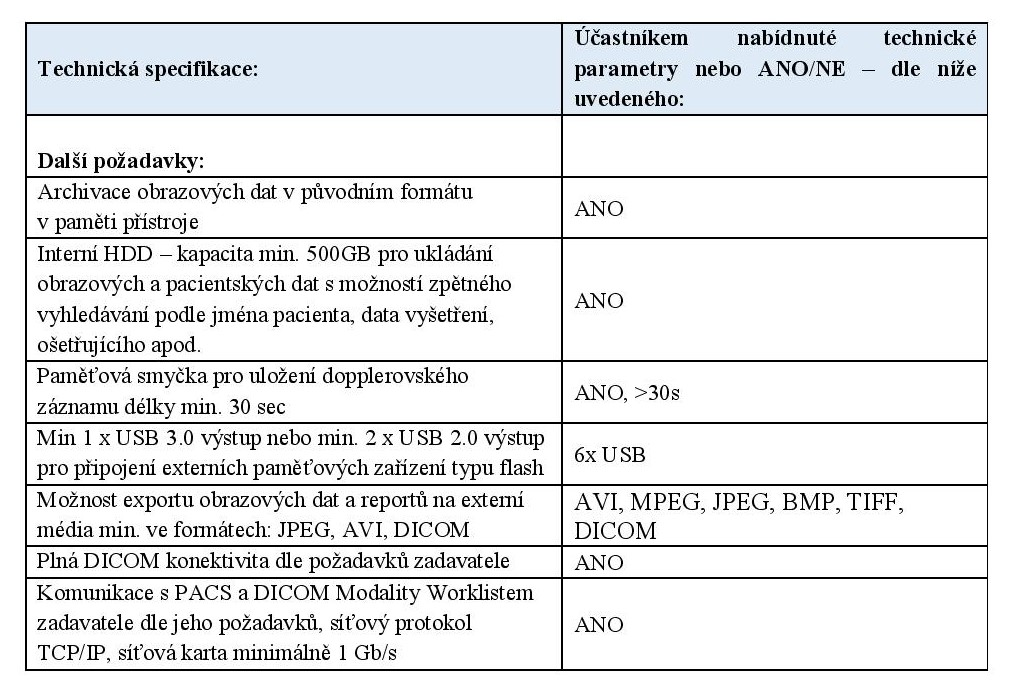 Technická specifikace:
Účastníkem nabídnuté technické
parametry nebo ANO/NE – dle níže
uvedeného:
Další požadavky:
Archivace obrazových dat v původním formátu
v paměti přístroje
ANO
Interní HDD – kapacita min. 500GB pro ukládání
obrazových a pacientských dat s možností zpětného
vyhledávání podle jména pacienta, data vyšetření,
ošetřujícího apod.
ANO
Paměťová smyčka pro uložení dopplerovského
záznamu délky min. 30 sec
ANO, >30s
Min 1 x USB 3.0 výstup nebo min. 2 x USB 2.0 výstup
pro připojení externích paměťových zařízení typu flash
6x USB
Možnost exportu obrazových dat a reportů na externí
média min. ve formátech: JPEG, AVI, DICOM
AVI, MPEG, JPEG, BMP, TIFF,
DICOM
Plná DICOM konektivita dle požadavků zadavatele
ANO
Komunikace s PACS a DICOM Modality Worklistem
zadavatele dle jeho požadavků, síťový protokol
TCP/IP, síťová karta minimálně 1 Gb/s
ANO